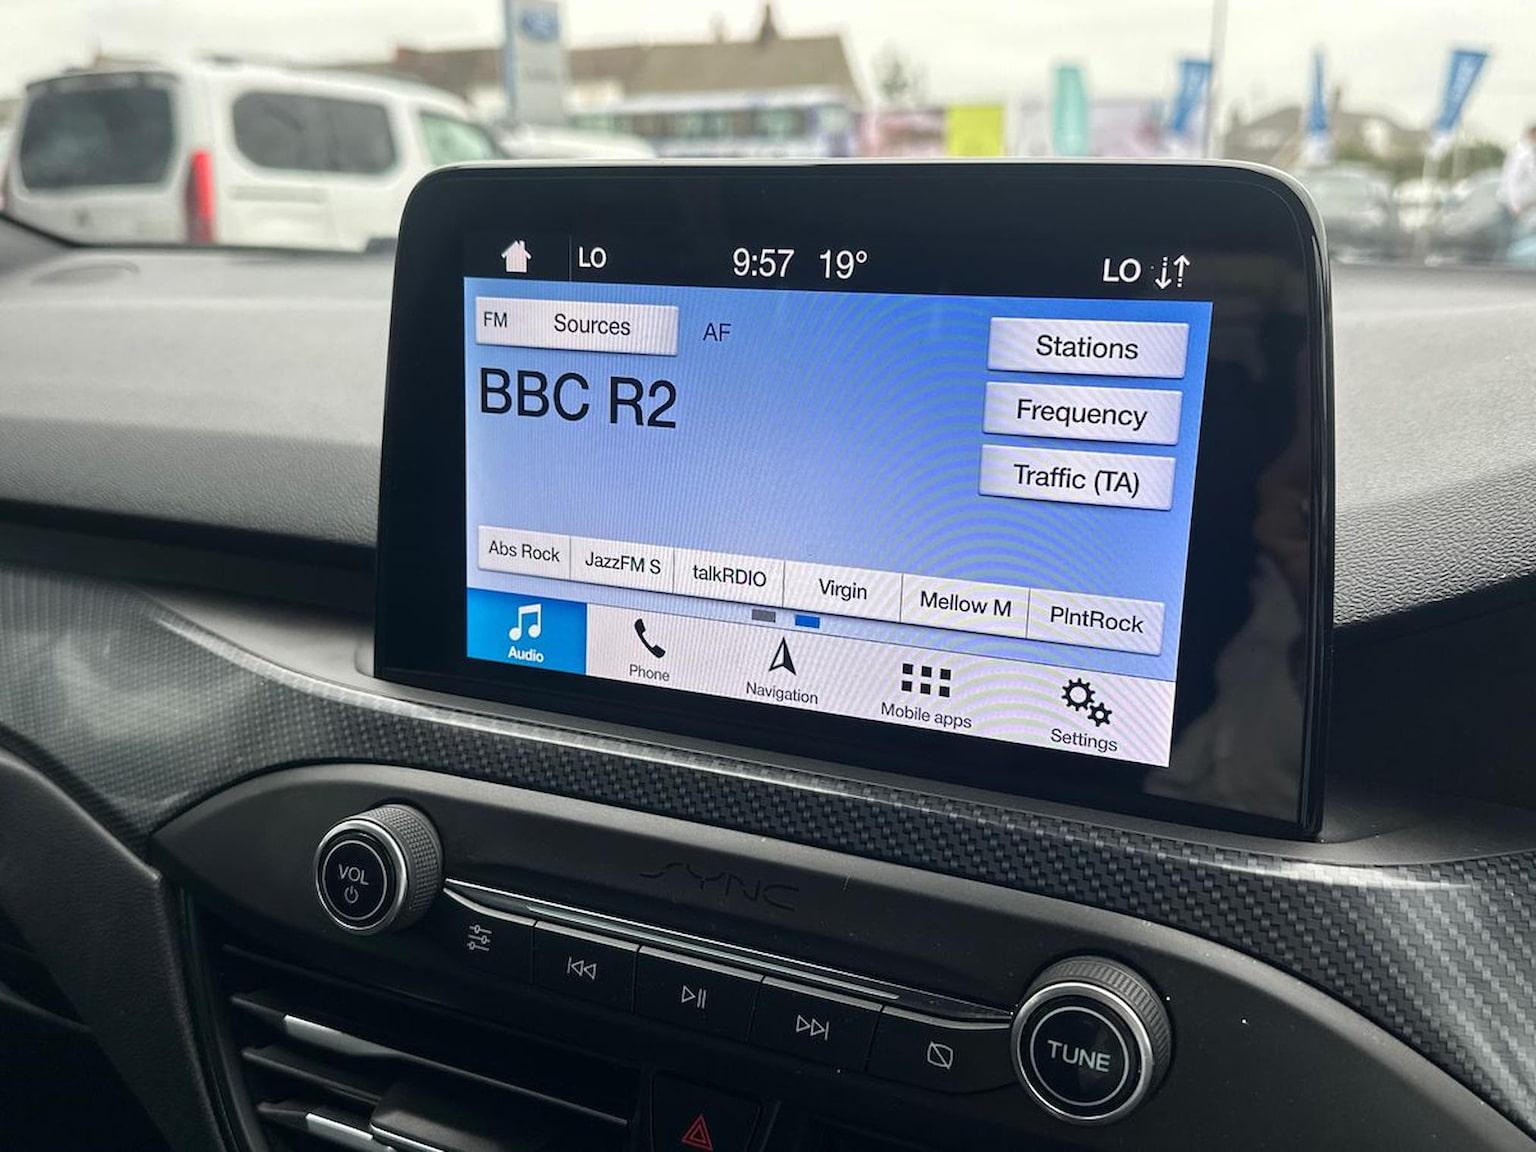 LO 9:57 19° LO
FM Sources AF Stations
BBC R2 Frequency
Traffic (TA)
Abs Rock JazzFM S talkRDIO Virgin Mellow M PlntRock
Audio Phone Navigation Mobile apps Settings
SYNC
VOL
TUNE